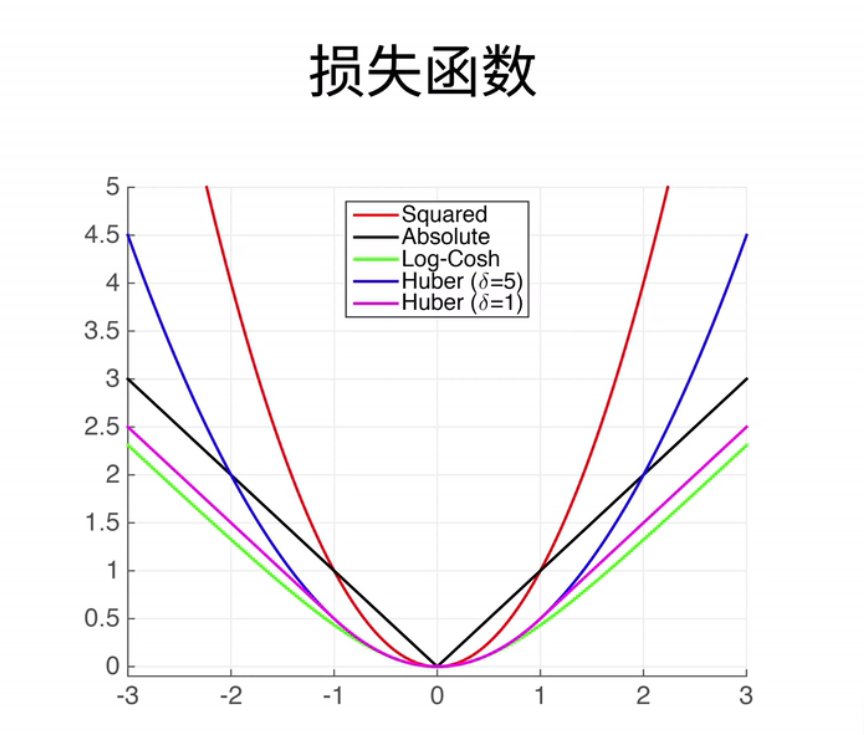 损失函数
5
4.5
4
3.5
3
2.5
2
1.5
1
0.5
0
Squared
Absolute
Log-Cosh
Huber (δ=5)
Huber (δ=1)
-3 -2 -1 0 1 2 3